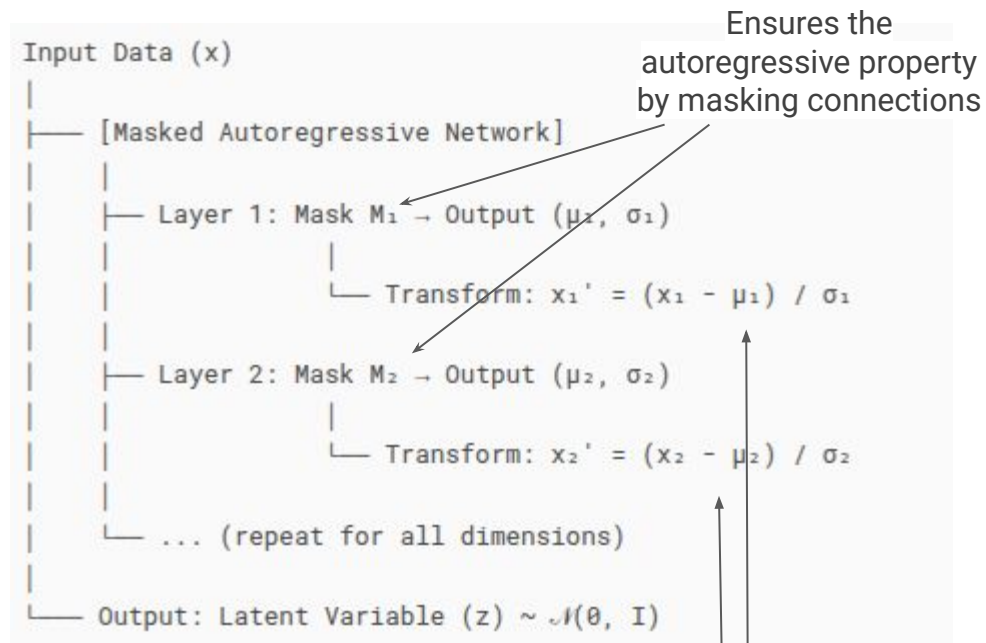 Ensures the
autoregressive property
by masking connections
Input Data (x)
[Masked Autoregressive Network]
Layer 1: Mask M₁ → Output (μ₁, σ₁)
Transform: x₁' = (x₁ - μ₁) / σ₁
Layer 2: Mask M₂ → Output (μ₂, σ₂)
Transform: x₂' = (x₂ - μ₂) / σ₂
... (repeat for all dimensions)
Output: Latent Variable (z) ~ 𝒩(0, I)